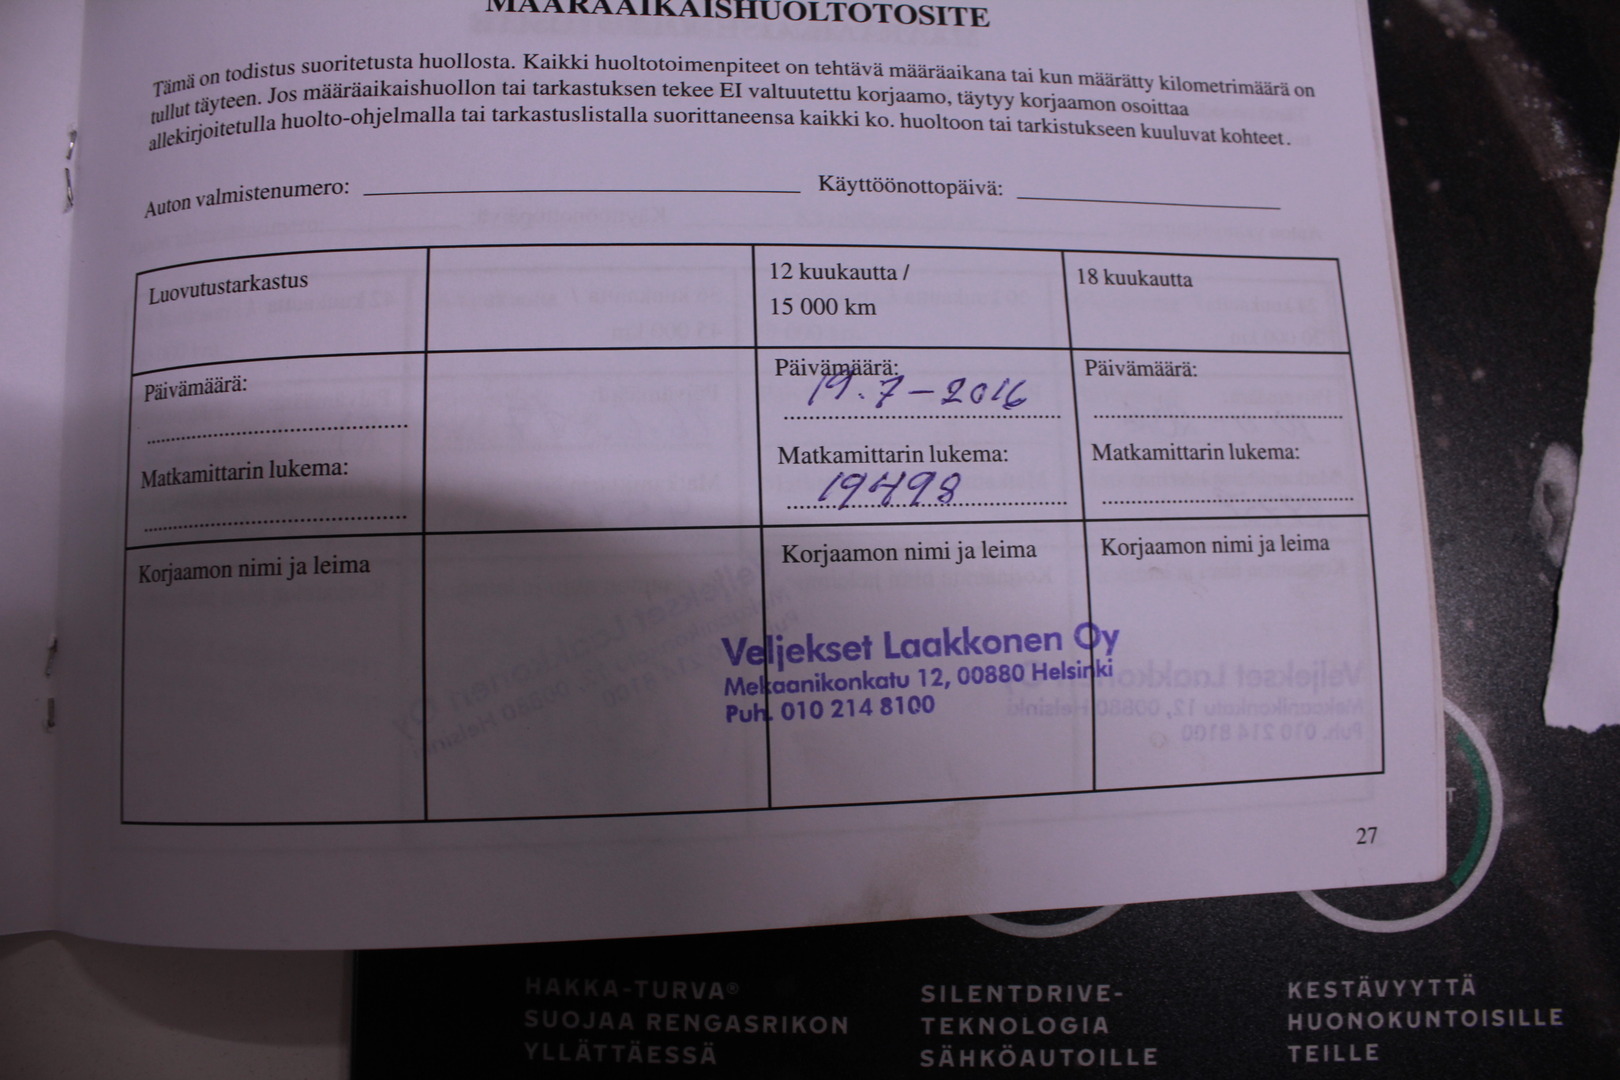 MÄÄRÄAIKAISHUOLTOTOSITE
Tämä on todistus suoritetusta huollosta. Kaikki huoltotoimenpiteet on tehtävä määräaikana tai kun määrätty kilometrimäärä on
tullut täyteen. Jos määräaikaishuollon tai tarkastuksen tekee EI valtuutettu korjaamo, täytyy korjaamon osoittaa
allekirjoitetulla huolto-ohjelmalla tai tarkastuslistalla suorittaneensa kaikki ko. huoltoon tai tarkistukseen kuuluvat kohteet.
Auton valmistenumero: Käyttöönottopäivä:
Luovutustarkastus
Päivämäärä:
Matkamittarin lukema:
Korjaamon nimi ja leima
12 kuukautta /
15 000 km
Päivämäärä:
19.7-2016
Matkamittarin lukema:
19498
Korjaamon nimi ja leima
Veljekset Laakkonen Oy
Mekaanikonkatu 12, 00880 Helsinki
Puh. 010 214 8100
18 kuukautta
Päivämäärä:
Matkamittarin lukema:
Korjaamon nimi ja leima
27
HAKKA-TURVA®
SUOJAA RENGASRIKON
YLLÄTTÄESSÄ
SILENTDRIVE-
TEKNOLOGIA
SÄHKÖAUTOILLE
KESTÄVYYTTÄ
HUONOKUNTOISILLE
TEILLE